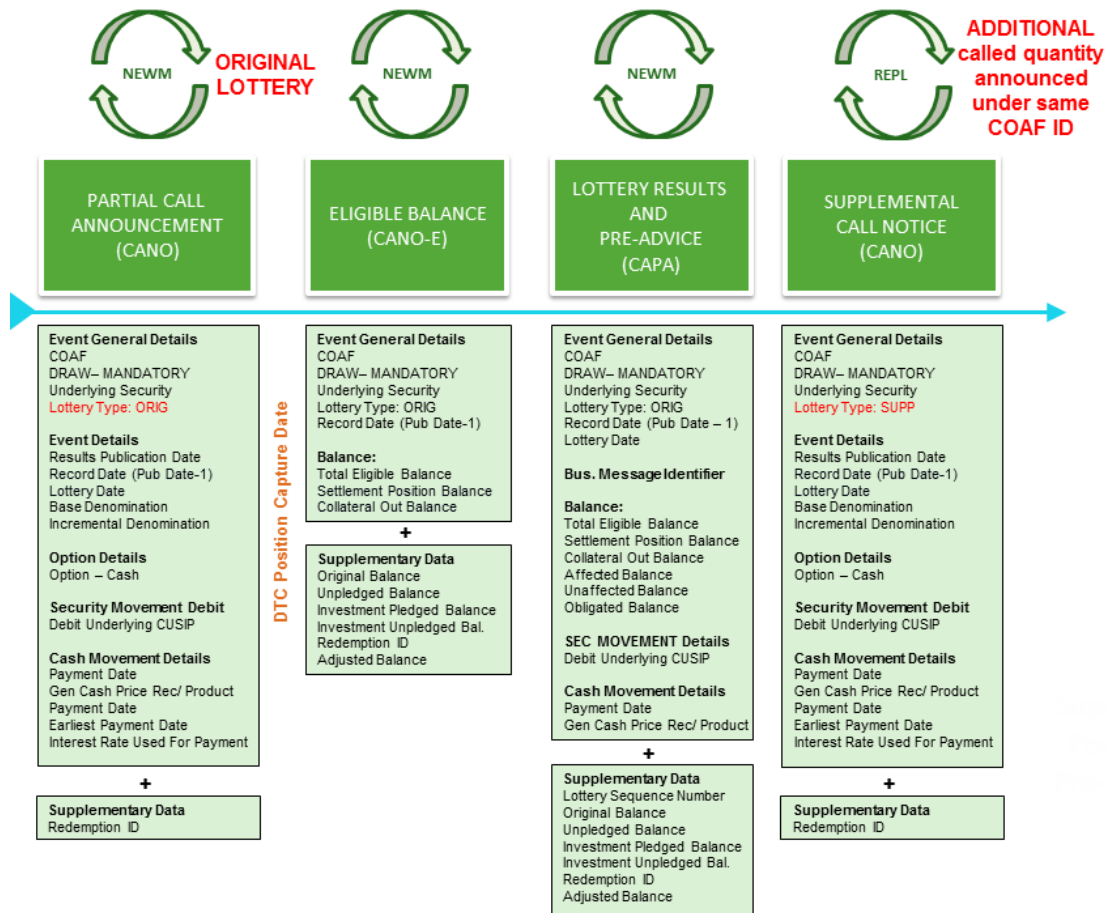 NEWM
ORIGINAL
LOTTERY
NEWM
NEWM
REPL
ADDITIONAL
called quantity
announced
under same
COAF ID
PARTIAL CALL
ANNOUNCEMENT
(CANO)
ELIGIBLE BALANCE
(CANO-E)
LOTTERY RESULTS
AND
PRE-ADVICE
(CAPA)
SUPPLEMENTAL
CALL NOTICE
(CANO)
Event General Details
COAF
DRAW– MANDATORY
Underlying Security
Lottery Type: ORIG
Event Details
Results Publication Date
Record Date (Pub Date-1)
Lottery Date
Base Denomination
Incremental Denomination
Option Details
Option – Cash
Security Movement Debit
Debit Underlying CUSIP
Cash Movement Details
Payment Date
Gen Cash Price Rec/ Product
Payment Date
Earliest Payment Date
Interest Rate Used For Payment
+
Supplementary Data
Redemption ID
DTC Position Capture Date
Event General Details
COAF
DRAW– MANDATORY
Underlying Security
Lottery Type: ORIG
Record Date (Pub Date-1)
Balance:
Total Eligible Balance
Settlement Position Balance
Collateral Out Balance
+
Supplementary Data
Original Balance
Unpledged Balance
Investment Pledged Balance
Investment Unpledged Bal.
Redemption ID
Adjusted Balance
Event General Details
COAF
DRAW– MANDATORY
Underlying Security
Lottery Type: ORIG
Record Date (Pub Date – 1)
Lottery Date
Bus. Message Identifier
Balance:
Total Eligible Balance
Settlement Position Balance
Collateral Out Balance
Affected Balance
Unaffected Balance
Obligated Balance
SEC MOVEMENT Details
Debit Underlying CUSIP
Cash Movement Details
Payment Date
Gen Cash Price Rec/ Product
+
Supplementary Data
Lottery Sequence Number
Original Balance
Unpledged Balance
Investment Pledged Balance
Investment Unpledged Bal.
Redemption ID
Adjusted Balance
Event General Details
COAF
DRAW– MANDATORY
Underlying Security
Lottery Type: SUPP
Event Details
Results Publication Date
Record Date (Pub Date-1)
Lottery Date
Base Denomination
Incremental Denomination
Option Details
Option – Cash
Security Movement Debit
Debit Underlying CUSIP
Cash Movement Details
Payment Date
Gen Cash Price Rec/ Product
Payment Date
Earliest Payment Date
Interest Rate Used For Payment
+
Supplementary Data
Redemption ID